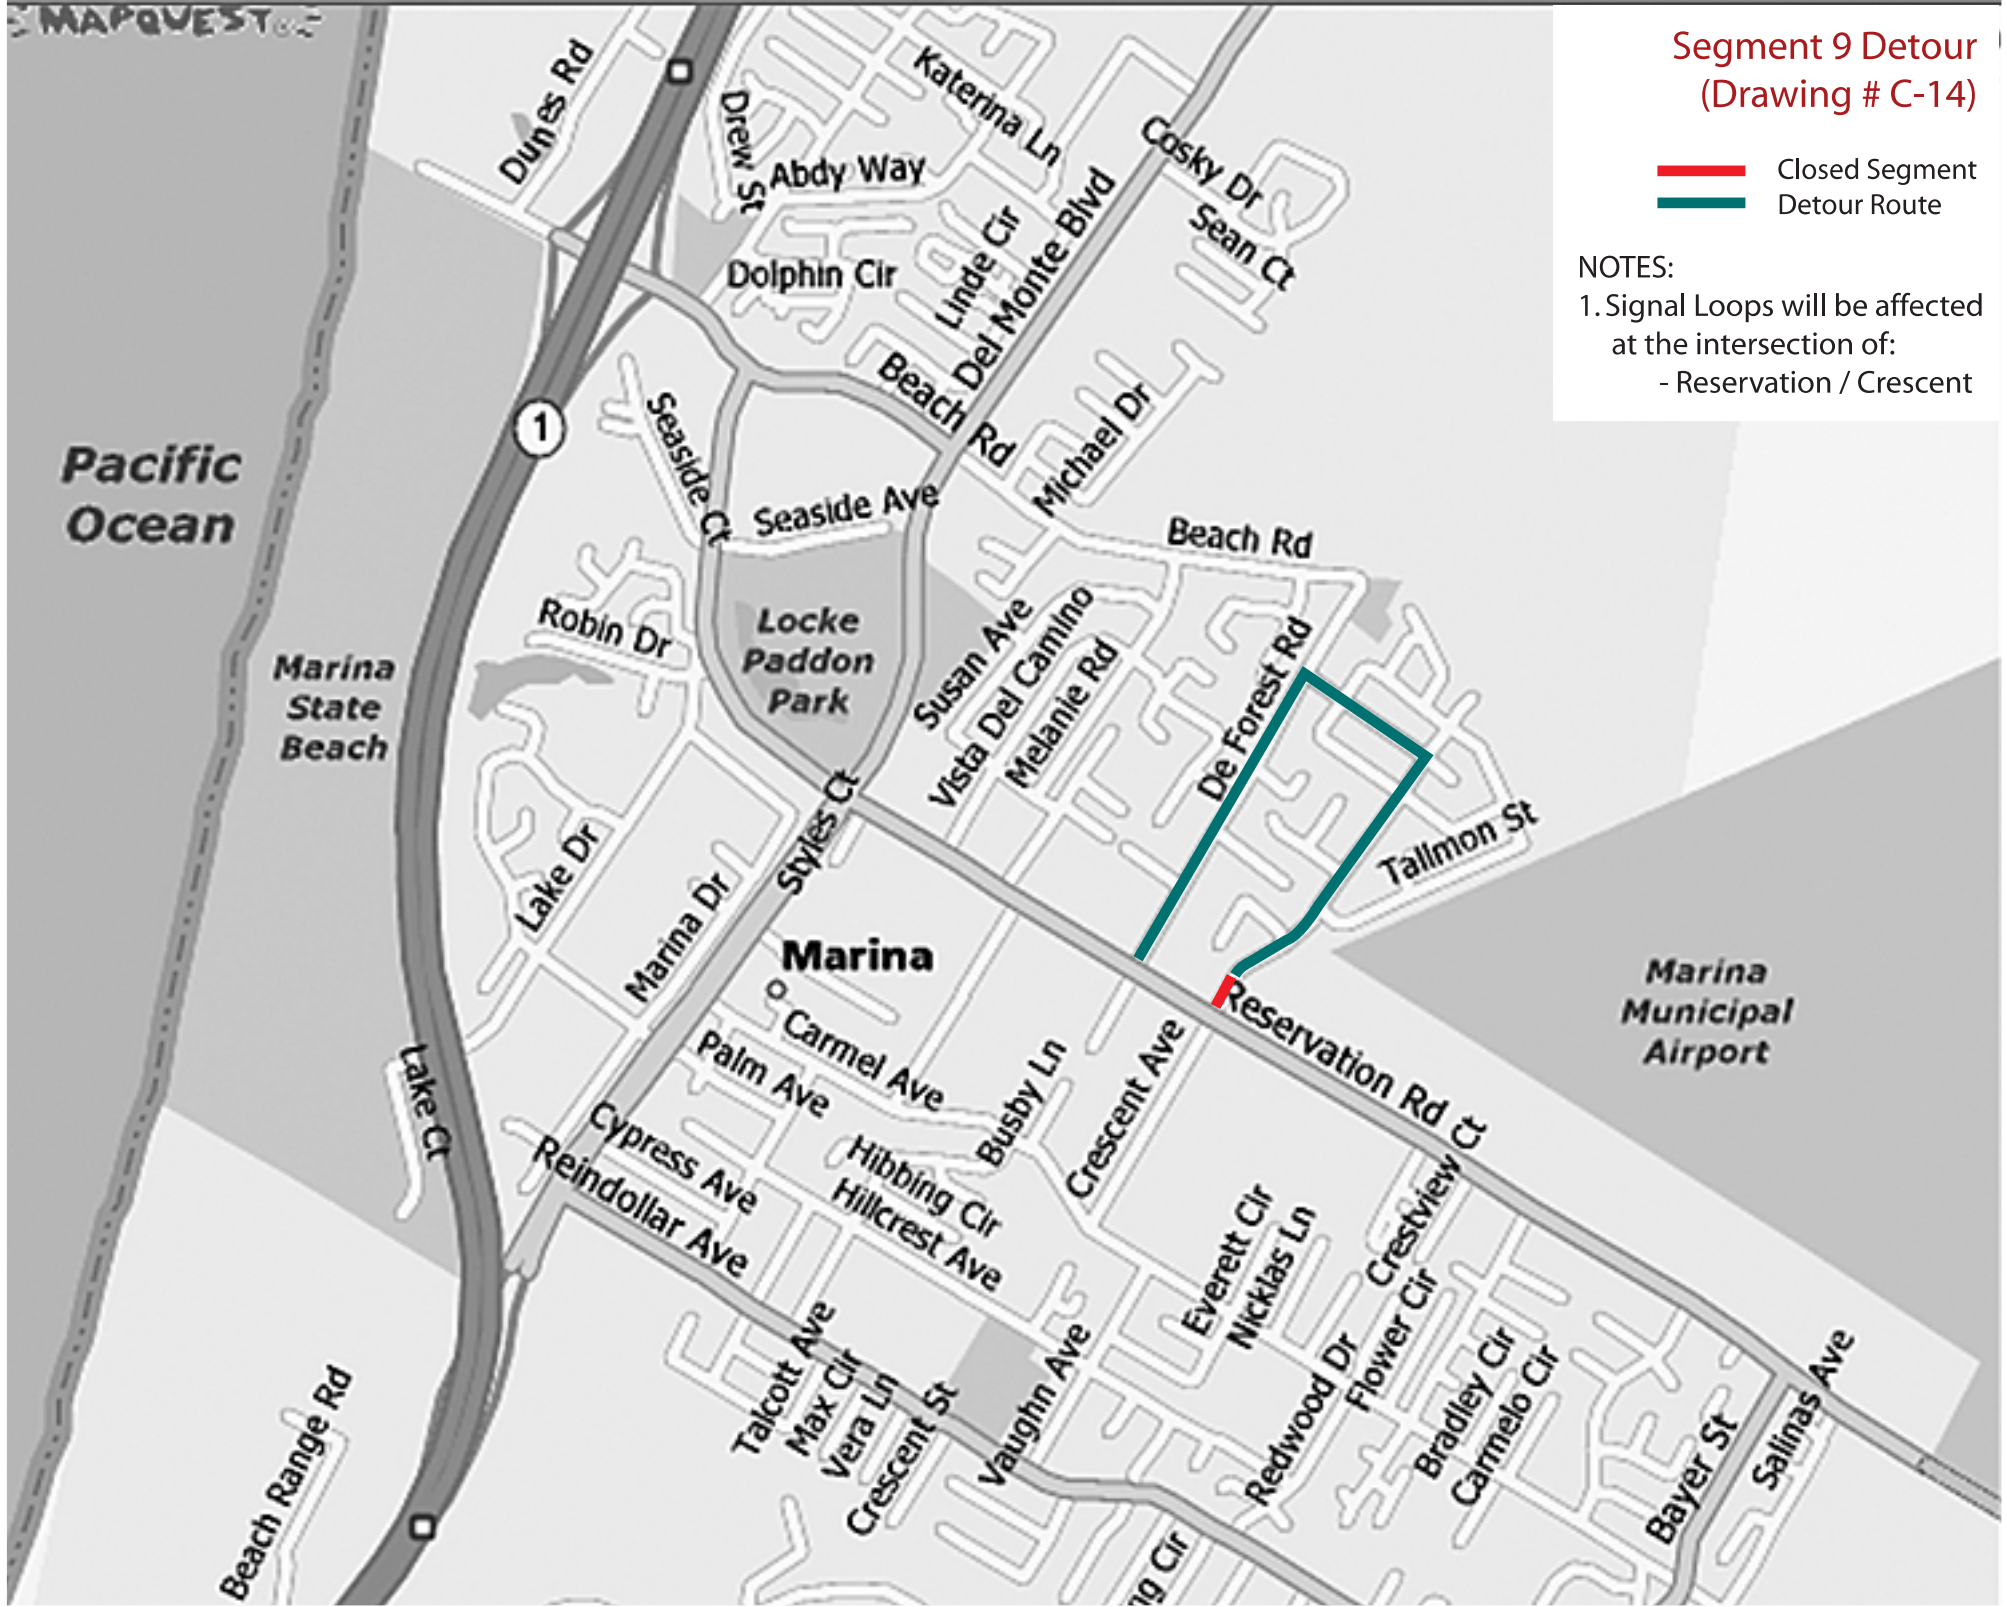 MAPQUEST
Segment 9 Detour
(Drawing # C-14)
Closed Segment
Detour Route
NOTES:
1. Signal Loops will be affected
at the intersection of:
- Reservation / Crescent
Dunes Rd
Drew St
Katerina Ln
Abdy Way
Cosky Dr
Sean Ct
Dolphin Cir
Linde Cir
Del Monte Blvd
Beach Rd
Michael Dr
1
Seaside Ct
Seaside Ave
Beach Rd
Pacific
Ocean
Robin Dr
Locke
Paddon
Park
Marina
State
Beach
Susan Ave
Vista Del Camino
Melanie Rd
De Forest Rd
Tallmon St
Styles Ct
Lake Dr
Marina Dr
Marina
Marina
Municipal
Airport
Reservation Rd Ct
Carmel Ave
Palm Ave
Busby Ln
Crescent Ave
Lake Ct
Cypress Ave
Reindollar Ave
Hibbing Cir
Hillcrest Ave
Everett Cir
Nicklas Ln
Crestview
Flower Cir
Redwood Dr
Bradley Cir
Carmelo Cir
Talcott Ave
Max Cir
Vera Ln
Crescent St
Vaughn Ave
Bayer St
Salinas Ave
Beach Range Rd
ng Cir